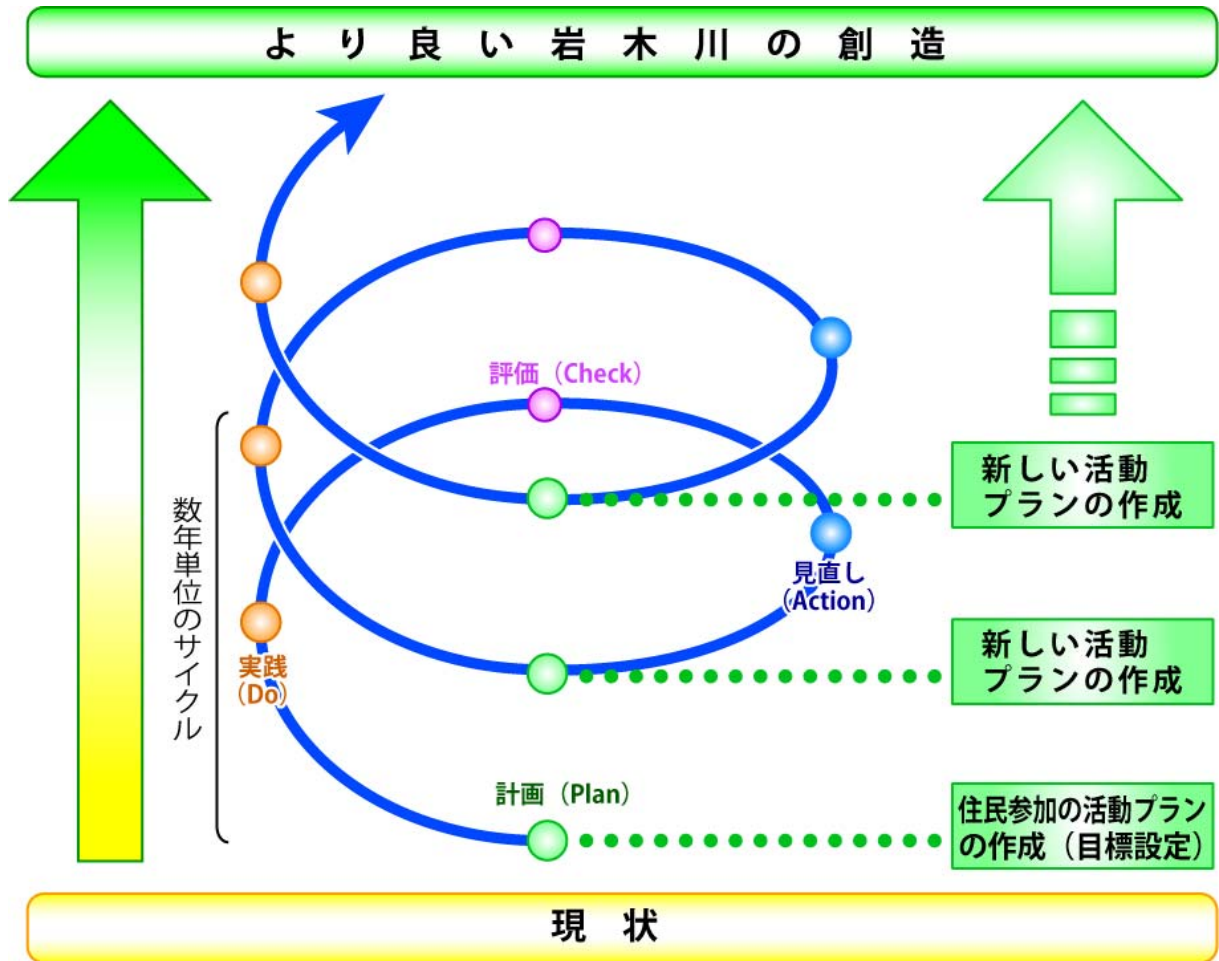 より良い岩木川の創造
評価（Check）
新しい活動
プランの作成
数年単位のサイクル
見直し
（Action）
新しい活動
プランの作成
実践
（Do）
計画（Plan）
住民参加の活動プラン
の作成（目標設定）
現状